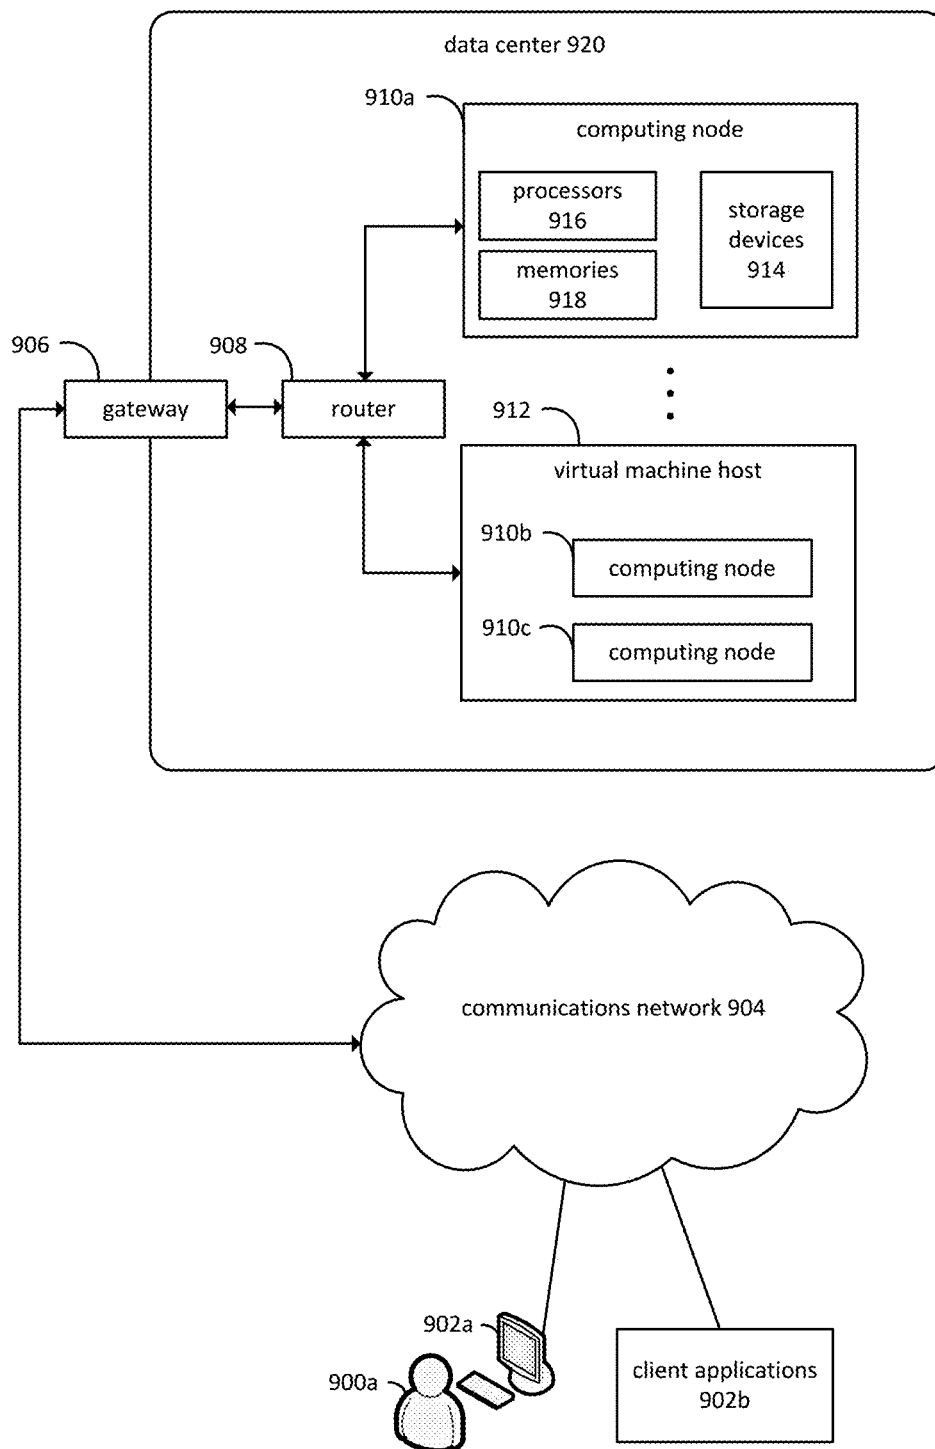 data center 920
910a
computing node
processors
916
storage
devices
914
memories
918
906
908
gateway
router
912
virtual machine host
910b
computing node
910c
computing node
communications network 904
902a
900a
client applications
902b